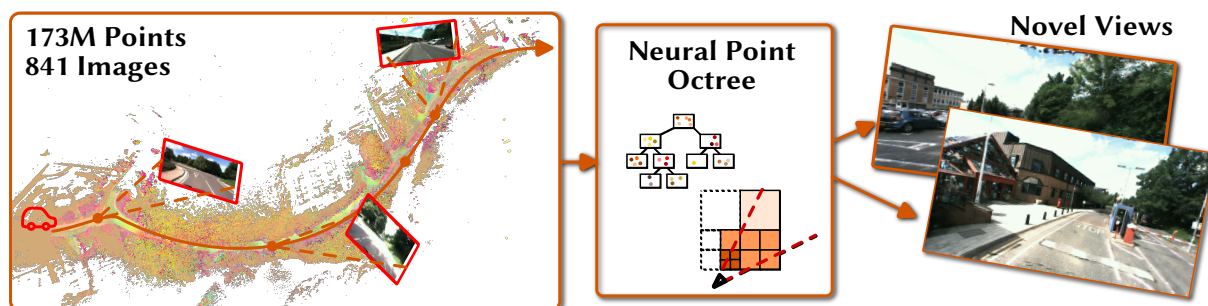 173M Points
841 Images
Neural Point
Octree
Novel Views